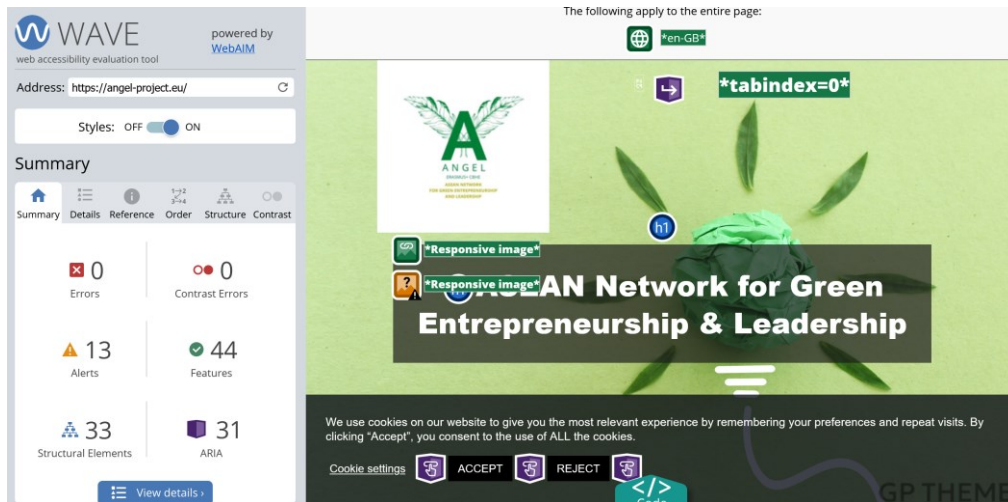 WAVE
powered by
WebAIM
web accessibility evaluation tool
Address: https://angel-project.eu/
Styles: OFF ON
Summary
Summary Details Reference Order Structure Contrast
0
Errors
0
Contrast Errors
13
Alerts
44
Features
33
Structural Elements
31
ARIA
View details ›
The following apply to the entire page:
*en-GB*
*tabindex=0*
A
ANGEL
ERASMUS+ CBHE
ASEAN NETWORK
FOR GREEN ENTREPRENEURSHIP
AND LEADERSHIP
h1
*Responsive image*
*Responsive image*
ASEAN Network for Green
Entrepreneurship & Leadership
We use cookies on our website to give you the most relevant experience by remembering your preferences and repeat visits. By
clicking “Accept”, you consent to the use of ALL the cookies.
Cookie settings ACCEPT REJECT
</>
Code
GP THEME